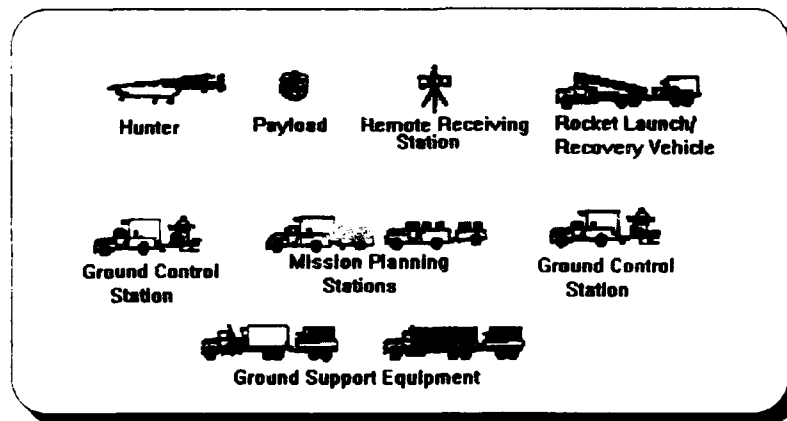 Hunter
Payload
Remote Receiving
Station
Rocket Launch/
Recovery Vehicle
Ground Control
Station
Mission Planning
Stations
Ground Control
Station
Ground Support Equipment